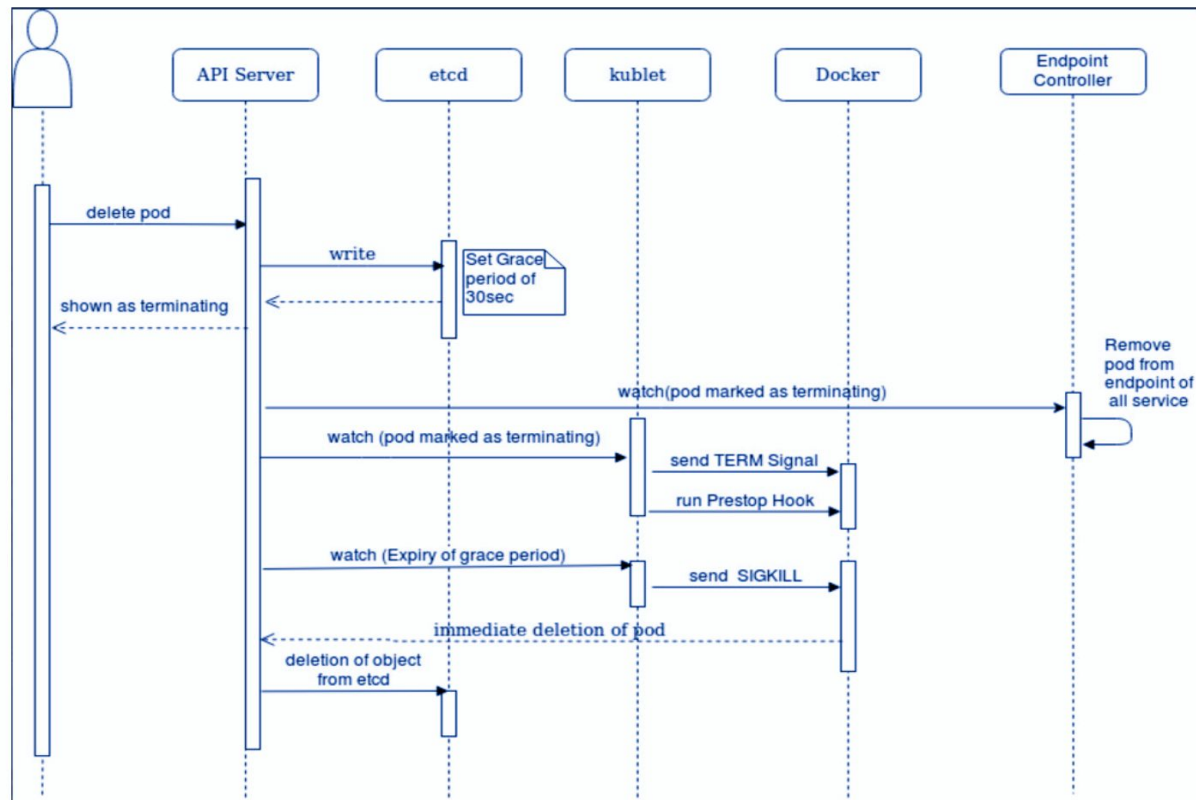 API Server
etcd
kublet
Docker
Endpoint
Controller
delete pod
write
Set Grace
period of
30sec
shown as terminating
Remove
pod from
endpoint of
all service
watch(pod marked as terminating)
watch (pod marked as terminating)
send TERM Signal
run Prestop Hook
watch (Expiry of grace period)
send SIGKILL
immediate deletion of pod
deletion of object
from etcd